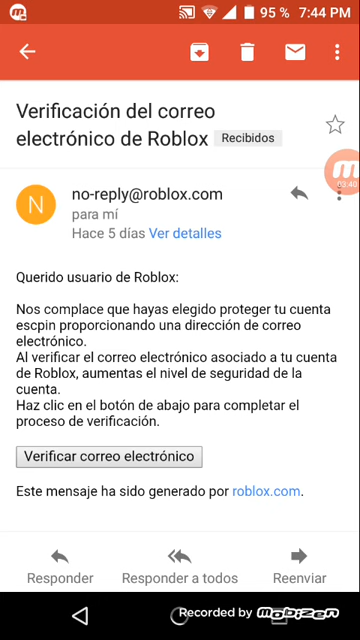 95 % 7:44 PM
Verificación del correo
electrónico de Roblox Recibidos
N
no-reply@roblox.com
03:40
para mí
Hace 5 días Ver detalles
Querido usuario de Roblox:
Nos complace que hayas elegido proteger tu cuenta
escpin proporcionando una dirección de correo
electrónico.
Al verificar el correo electrónico asociado a tu cuenta
de Roblox, aumentas el nivel de seguridad de la
cuenta.
Haz clic en el botón de abajo para completar el
proceso de verificación.
Verificar correo electrónico
Este mensaje ha sido generado por roblox.com.
Responder Responder a todos Reenviar
Recorded by mobizen